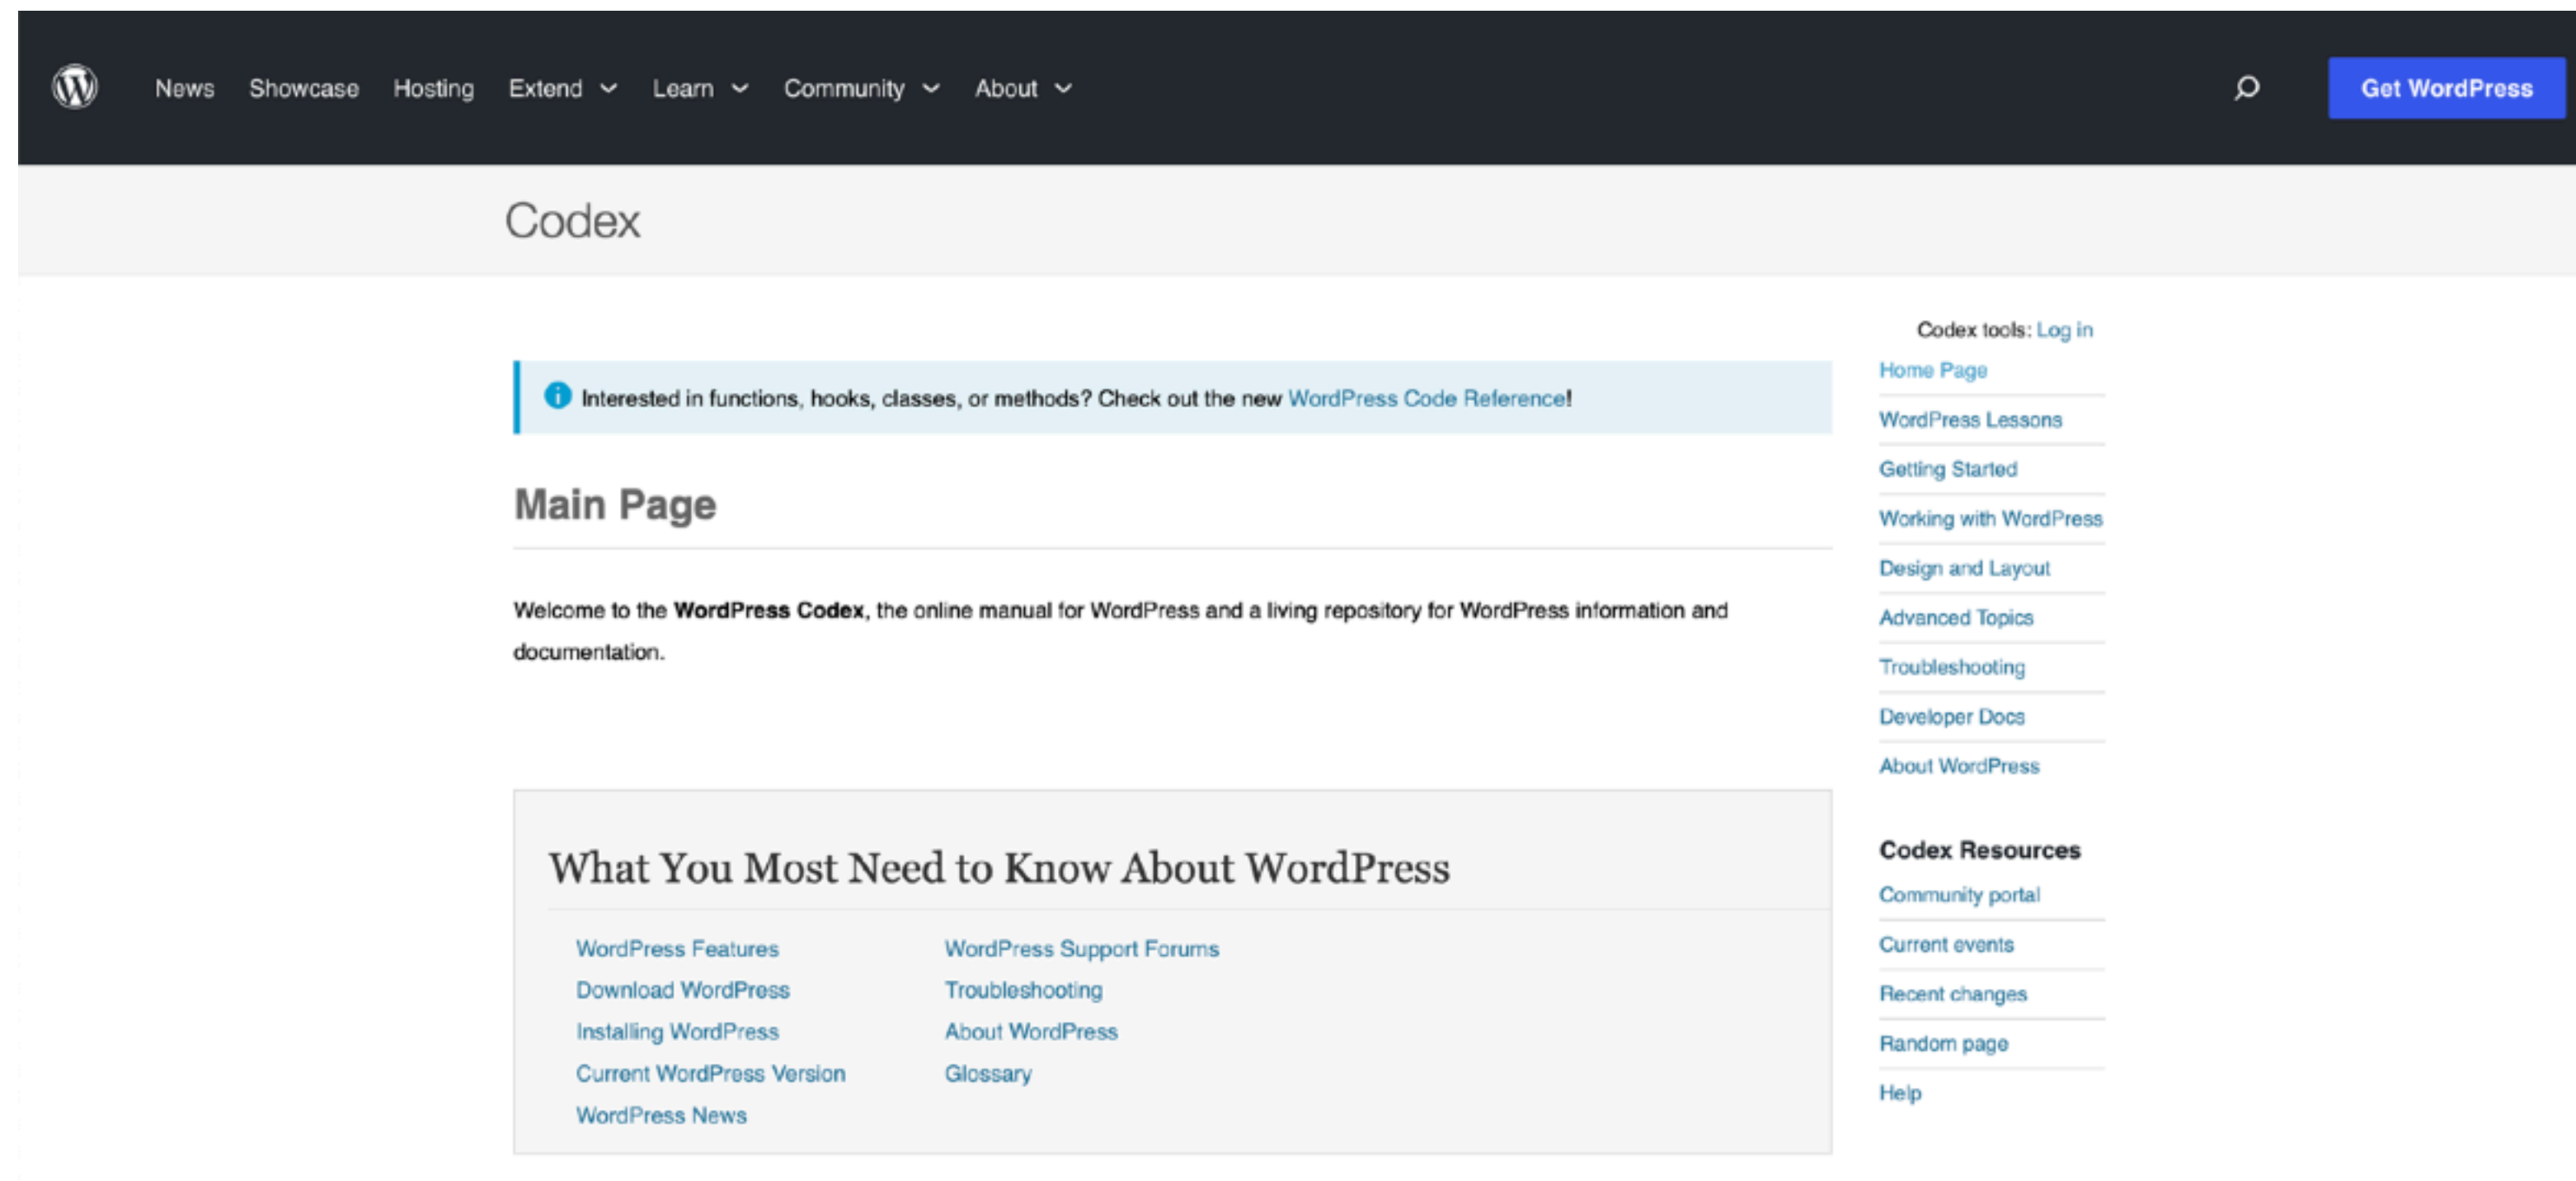 News Showcase Hosting Extend Learn Community About Get WordPress
Codex
Interested in functions, hooks, classes, or methods? Check out the new WordPress Code Reference!
Main Page
Welcome to the WordPress Codex, the online manual for WordPress and a living repository for WordPress information and
documentation.
What You Most Need to Know About WordPress
WordPress Features
Download WordPress
Installing WordPress
Current WordPress Version
WordPress News
WordPress Support Forums
Troubleshooting
About WordPress
Glossary
Codex tools: Log in
Home Page
WordPress Lessons
Getting Started
Working with WordPress
Design and Layout
Advanced Topics
Troubleshooting
Developer Docs
About WordPress
Codex Resources
Community portal
Current events
Recent changes
Random page
Help